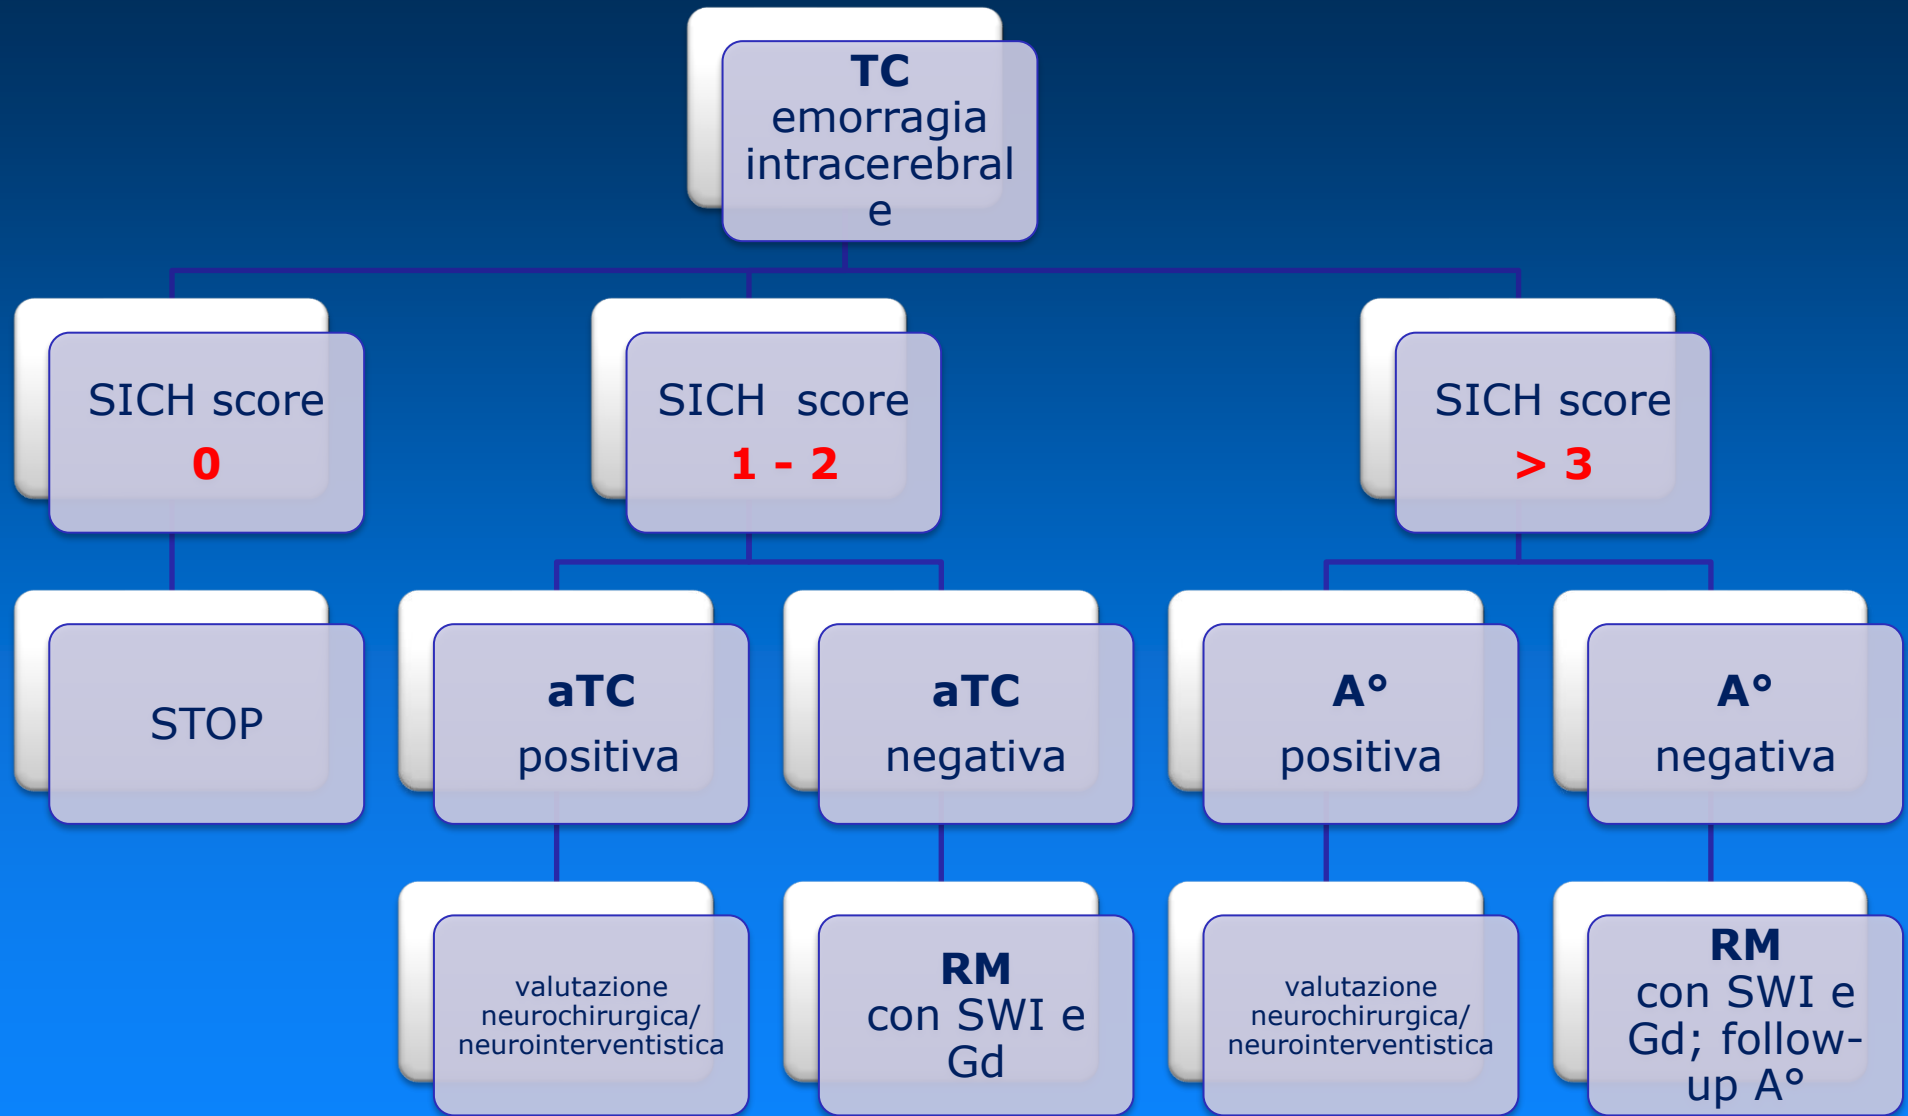 TC
emorragia
intracerebral
e
SICH score
0
SICH  score
1 - 2
SICH score
> 3
STOP
aTC
positiva
aTC
negativa
A°
positiva
A°
negativa
valutazione
neurochirurgica/
neurointerventistica
RM
con SWI e
Gd
valutazione
neurochirurgica/
neurointerventistica
RM
con SWI e
Gd; follow-
up A°